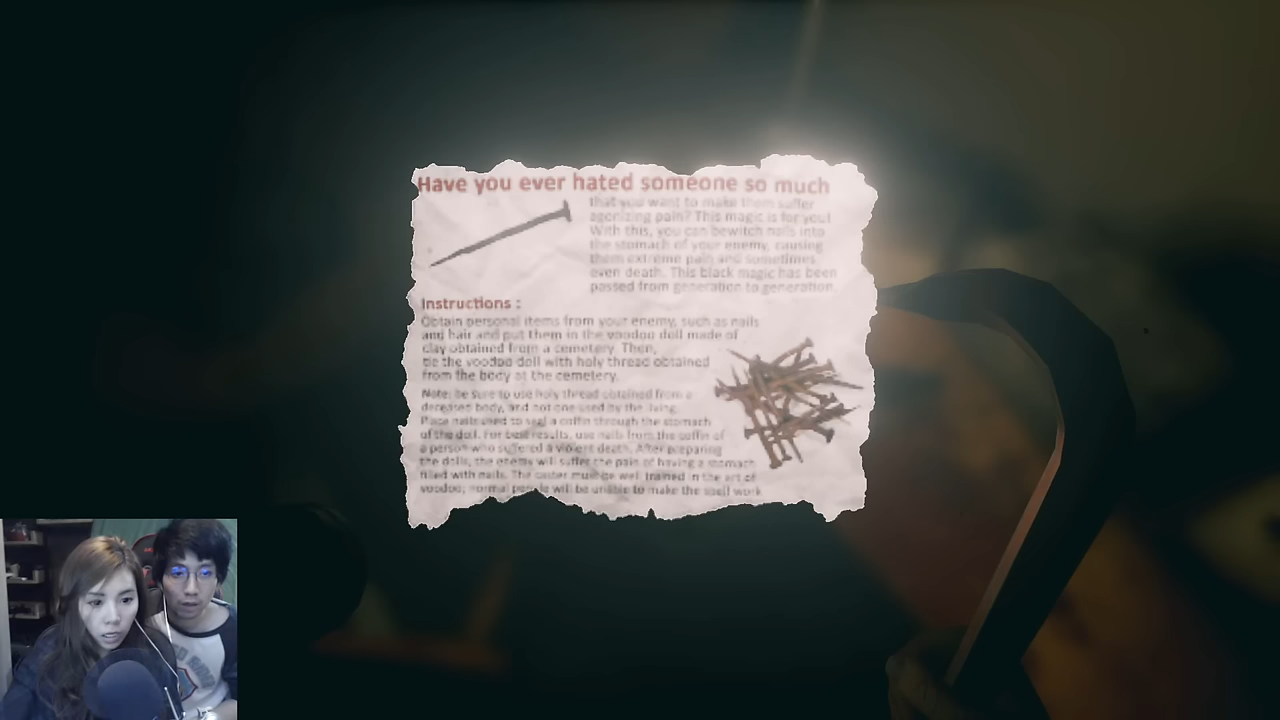 Have you ever hated someone so much
that you want to make them suffer
agonizing pain? This magic is for you!
With this, you can bewitch nails into
the stomach of your enemy, causing
them extreme pain and sometimes
even death. This black magic has been
passed from generation to generation.
Instructions :
Obtain personal items from your enemy, such as nails
and hair and put them in the voodoo doll made of
clay obtained from a cemetery. Then,
tie the voodoo doll with holy thread obtained
from the body at the cemetery.
Note: be sure to use holy thread obtained from a
deceased body, and not one used by the living.
Place nails used to seal a coffin through the stomach
of the doll. For best results, use nails from the coffin of
a person who suffered a violent death. After preparing
the dolls, the enemy will suffer the pain of having a stomach
filled with nails. The caster must be well trained in the art of
voodoo; normal people will be unable to make the spell work